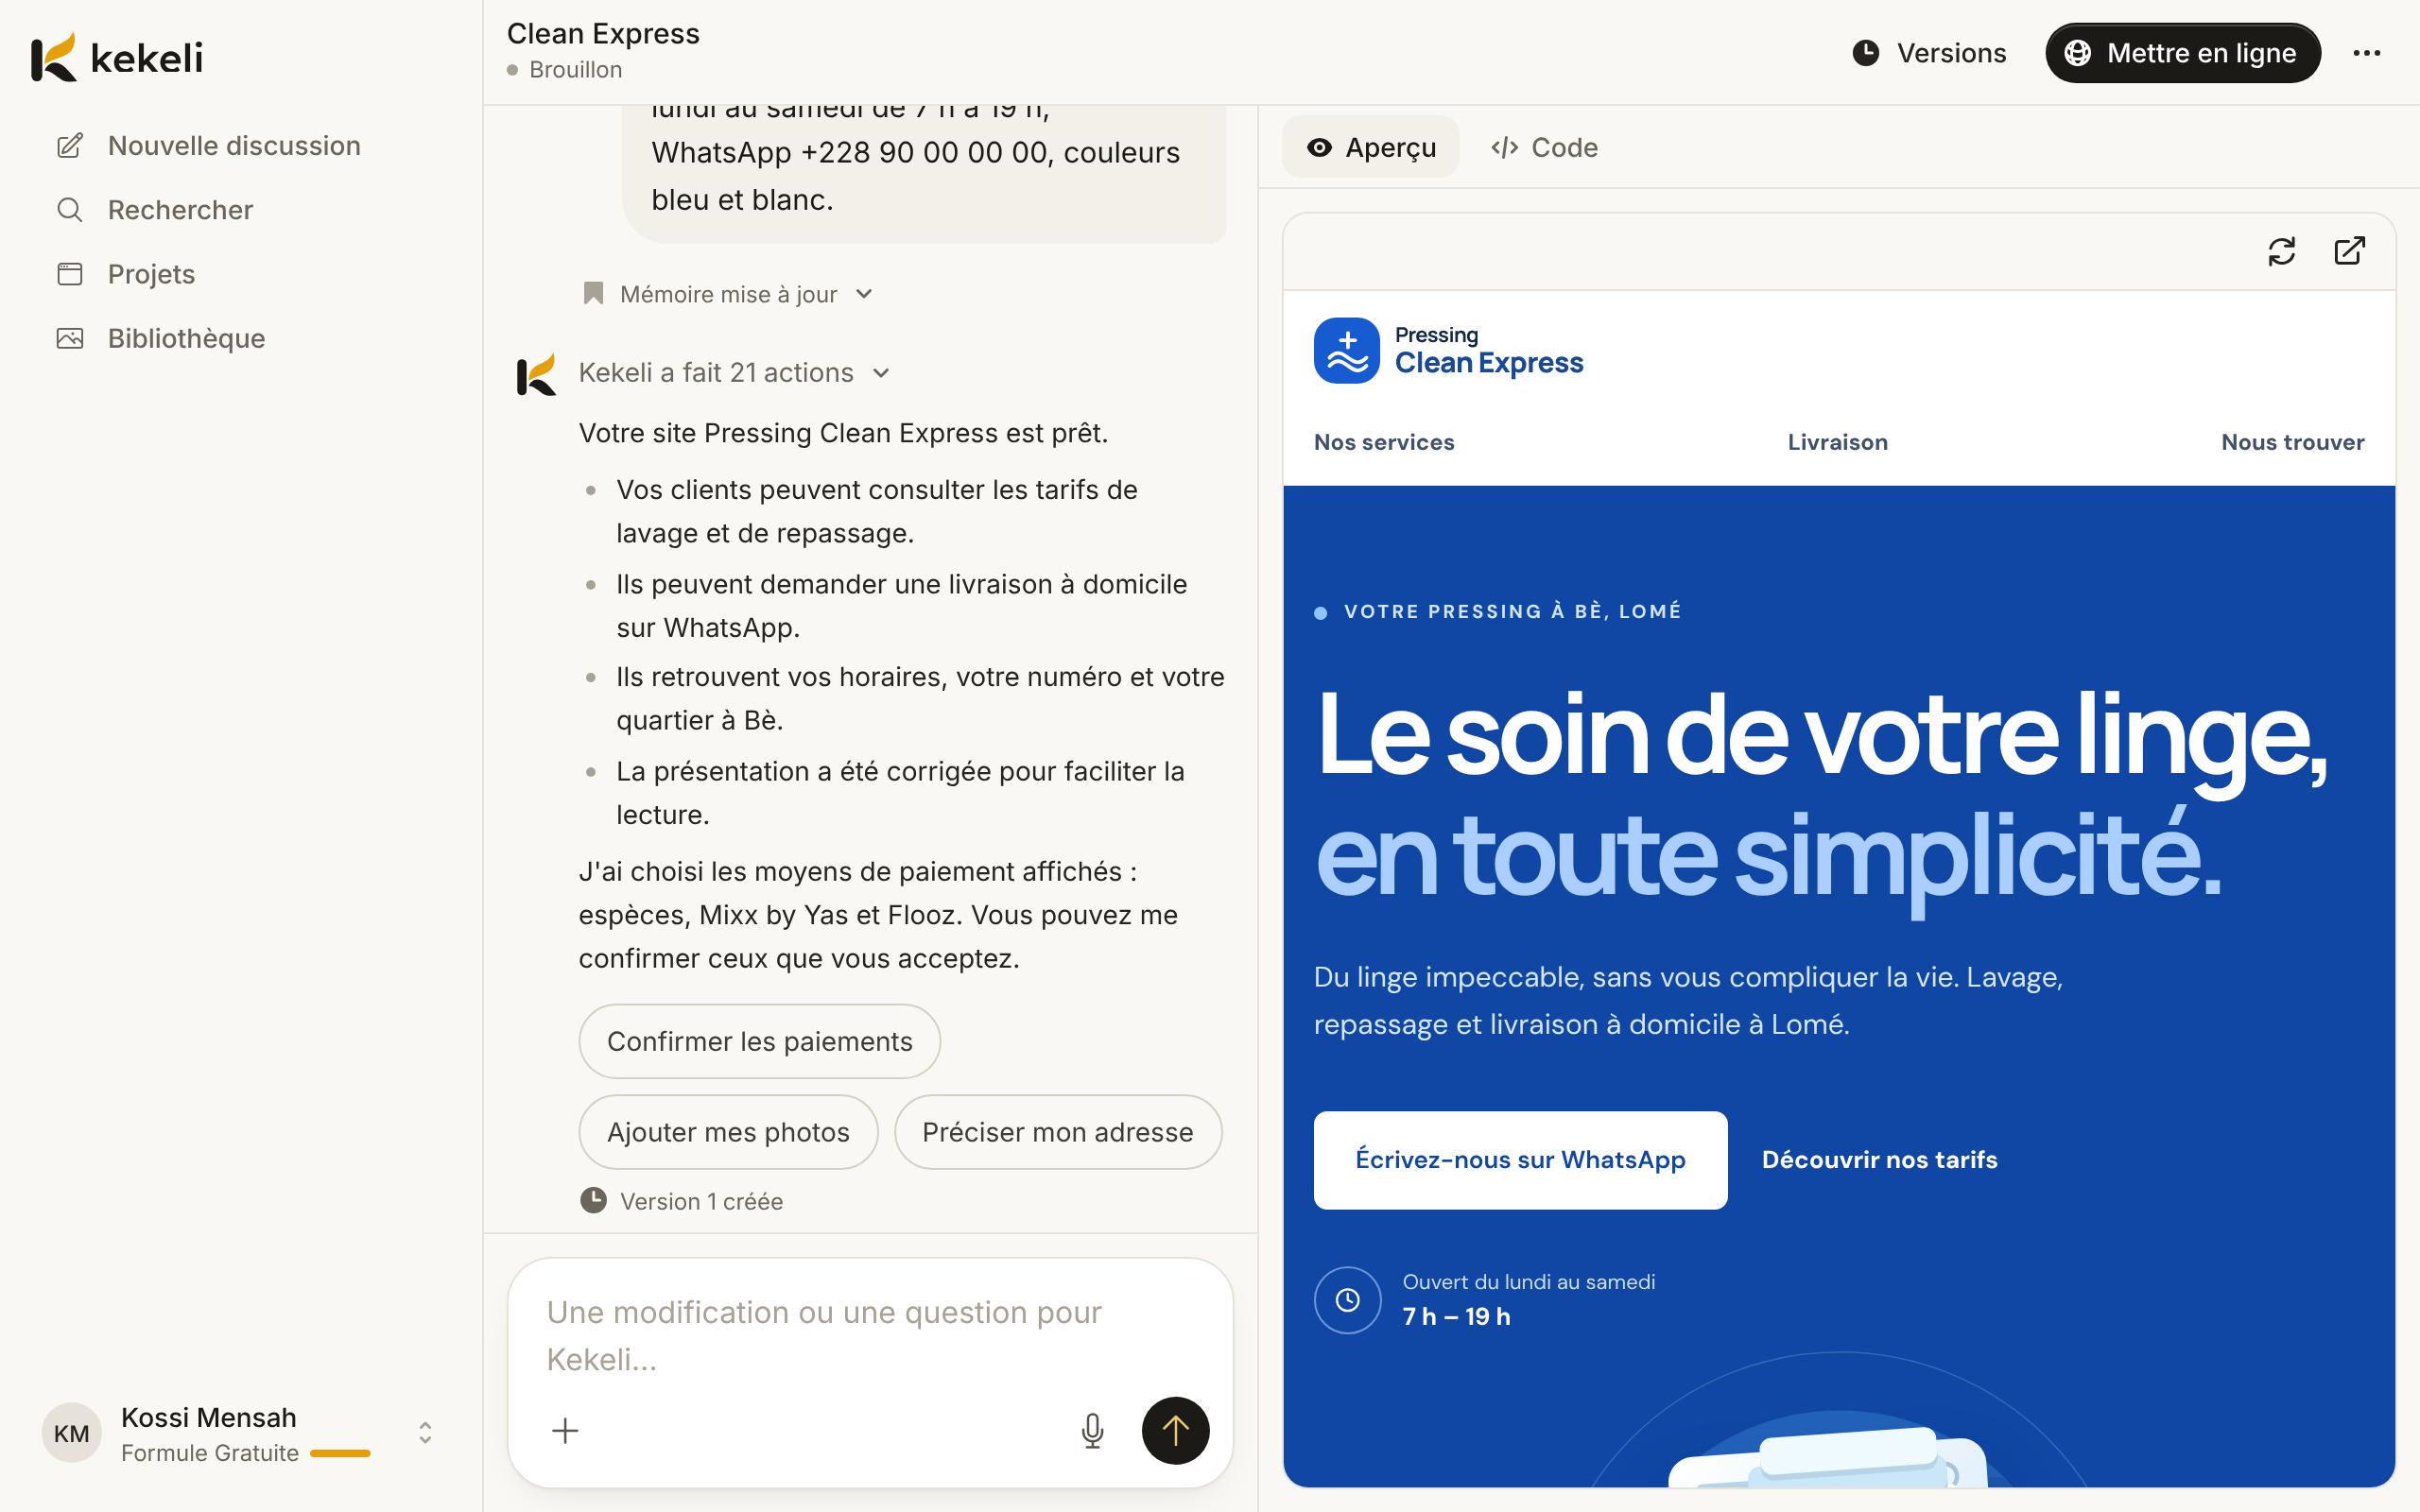 kekeli
Nouvelle discussion
Rechercher
Projets
Bibliothèque
KM
Kossi Mensah
Formule Gratuite
Clean Express
Brouillon
Versions
Mettre en ligne
lundi au samedi de 7 h à 19 h,
WhatsApp +228 90 00 00 00, couleurs
bleu et blanc.
Mémoire mise à jour
Kekeli a fait 21 actions
Votre site Pressing Clean Express est prêt.
Vos clients peuvent consulter les tarifs de
lavage et de repassage.
Ils peuvent demander une livraison à domicile
sur WhatsApp.
Ils retrouvent vos horaires, votre numéro et votre
quartier à Bè.
La présentation a été corrigée pour faciliter la
lecture.
J'ai choisi les moyens de paiement affichés :
espèces, Mixx by Yas et Flooz. Vous pouvez me
confirmer ceux que vous acceptez.
Confirmer les paiements
Ajouter mes photos
Préciser mon adresse
Version 1 créée
Une modification ou une question pour
Kekeli...
Aperçu
Code
Pressing
Clean Express
Nos services
Livraison
Nous trouver
VOTRE PRESSING À BÈ, LOMÉ
Le soin de votre linge,
en toute simplicité.
Du linge impeccable, sans vous compliquer la vie. Lavage,
repassage et livraison à domicile à Lomé.
Écrivez-nous sur WhatsApp
Découvrir nos tarifs
Ouvert du lundi au samedi
7 h – 19 h